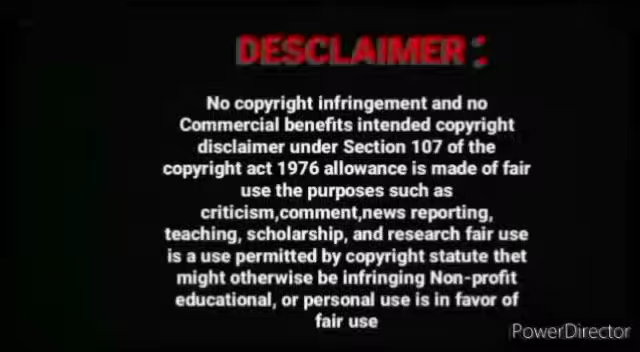 DESCLAIMER :
No copyright infringement and no
Commercial benefits intended copyright
disclaimer under Section 107 of the
copyright act 1976 allowance is made of fair
use the purposes such as
criticism,comment,news reporting,
teaching, scholarship, and research fair use
is a use permitted by copyright statute thet
might otherwise be infringing Non-profit
educational, or personal use is in favor of
fair use
PowerDirector